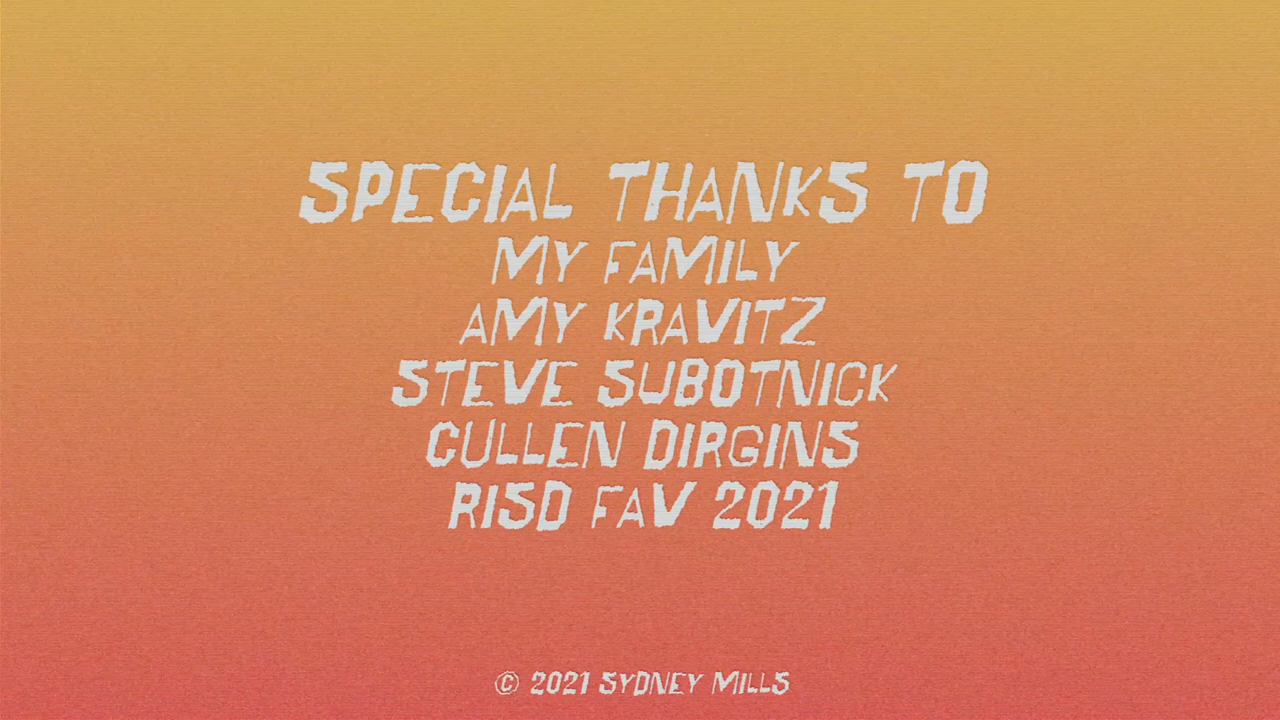 SPECIAL THANKS TO
MY FAMILY
AMY KRAVITZ
STEVE SUBOTNICK
CULLEN DIRGINS
RISD FAV 2021
© 2021 SYDNEY MILLS